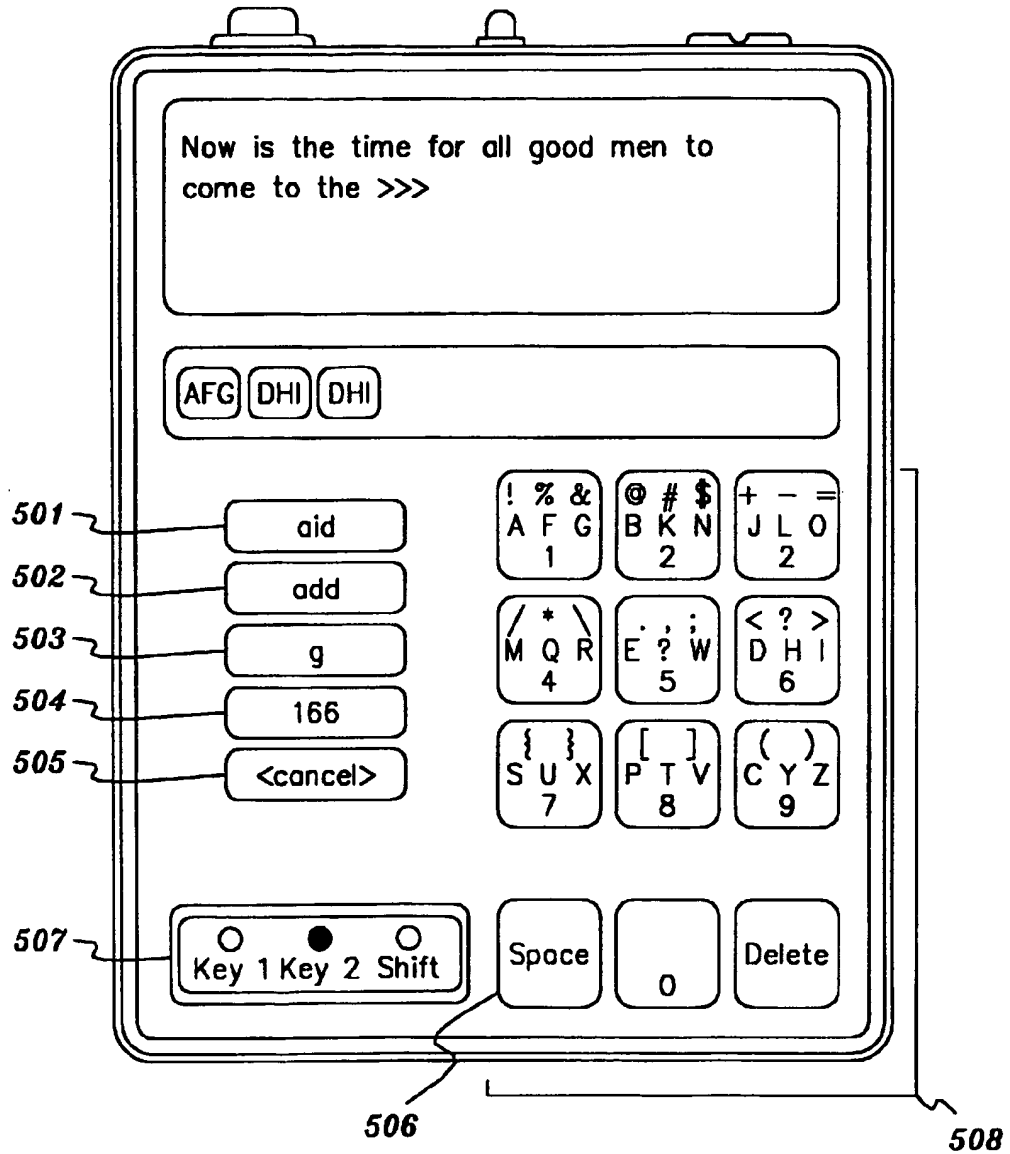 Now is the time for all good men to
come to the >>>
AFG DHI DHI
501 aid
502 add
503 g
504 166
505 <cancel>
! % & @ # $ + - =
A F G B K N J L O
1 2 2
/ * \ . , ; < ? >
M Q R E ? W D H I
4 5 6
{ } [ ] ( )
S U X P T V C Y Z
7 8 9
507 Key 1 Key 2 Shift
Space 0 Delete
506
508